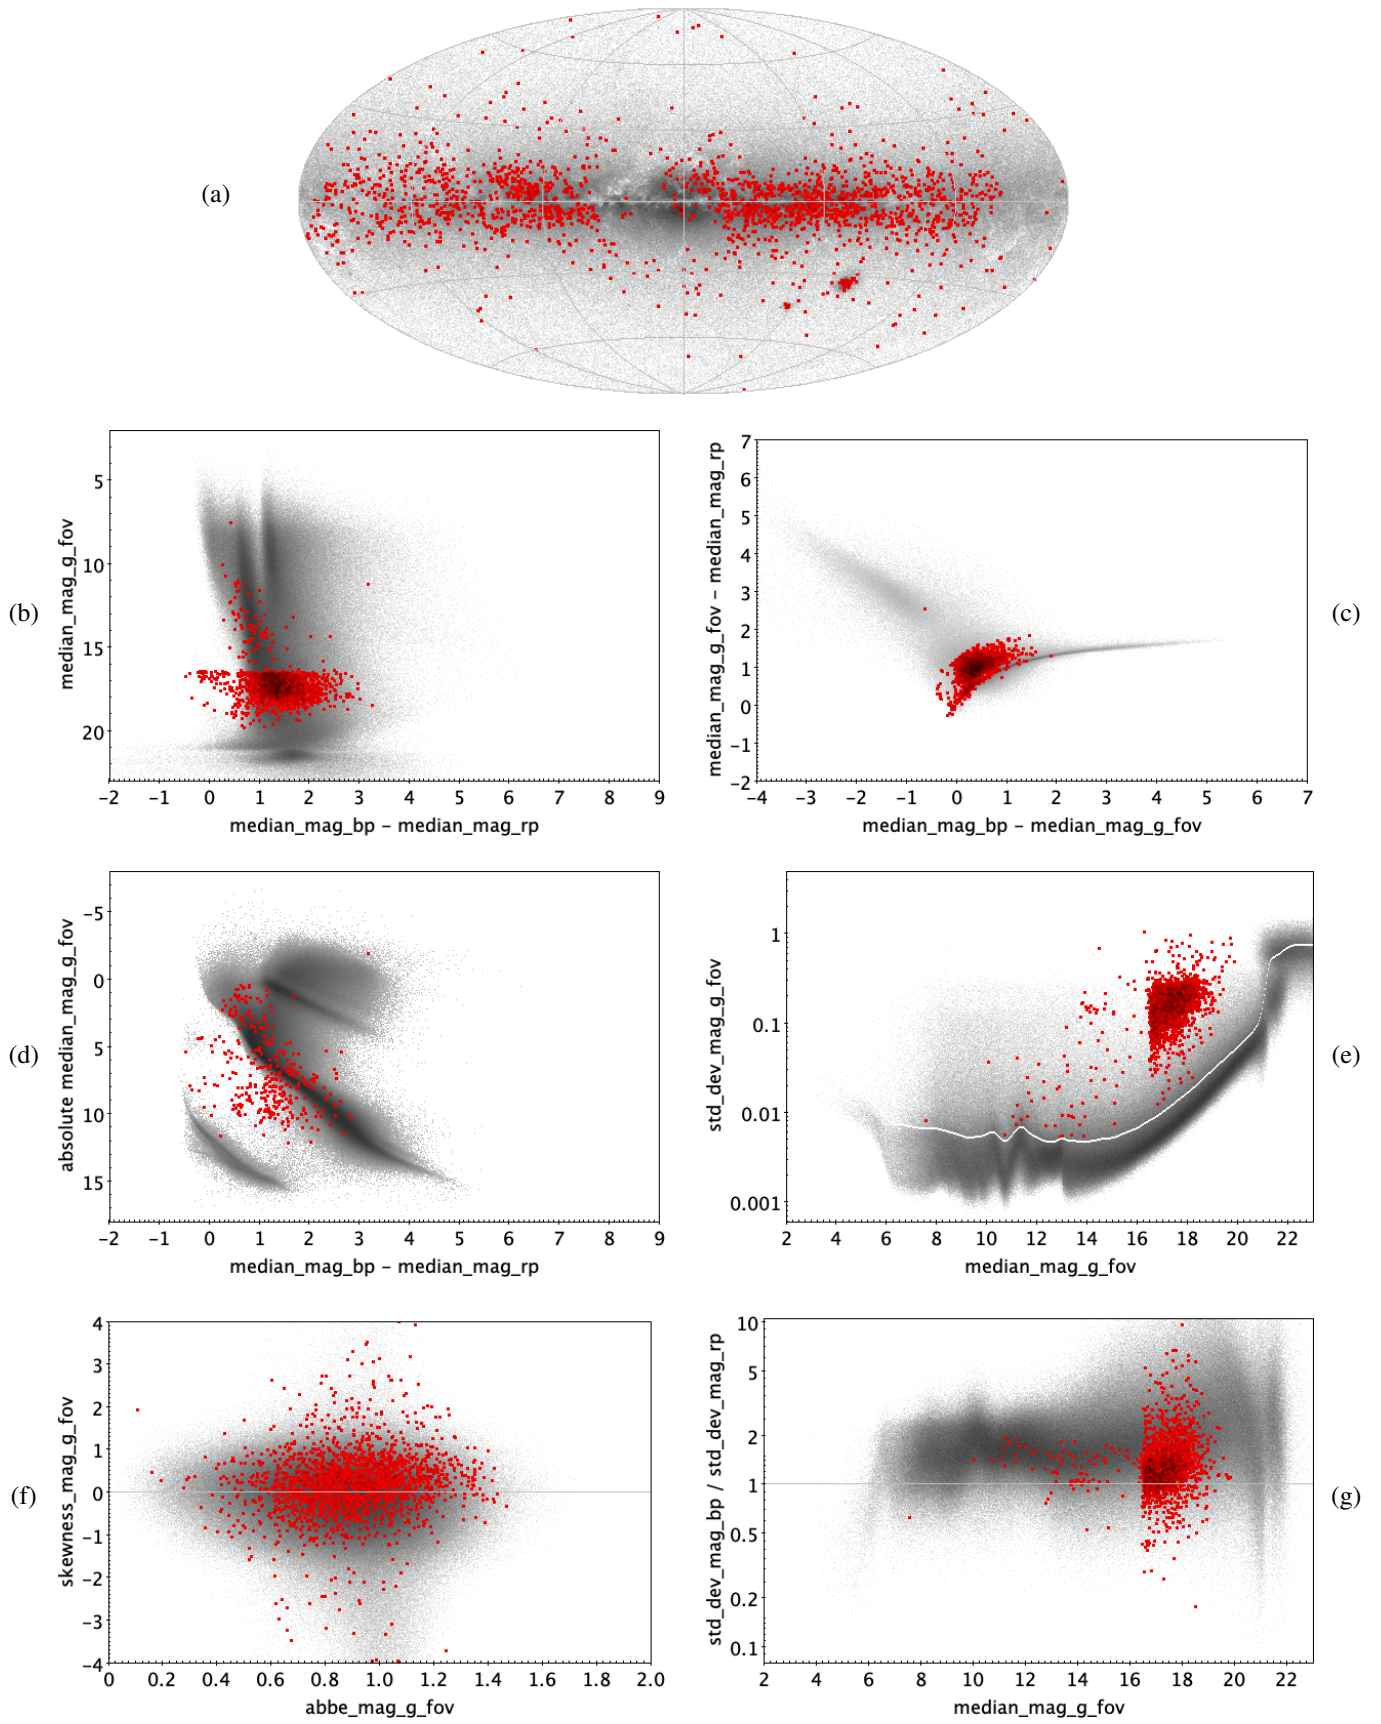 (a)
(b)
median_mag_g_fov
5
10
15
20
-2 -1 0 1 2 3 4 5 6 7 8 9
median_mag_bp - median_mag_rp
median_mag_g_fov - median_mag_rp
7
6
5
4
3
2
1
0
-1
-2
-4 -3 -2 -1 0 1 2 3 4 5 6 7
median_mag_bp - median_mag_g_fov
(c)
(d)
absolute median_mag_g_fov
-5
0
5
10
15
-2 -1 0 1 2 3 4 5 6 7 8 9
median_mag_bp - median_mag_rp
std_dev_mag_g_fov
1
0.1
0.01
0.001
2 4 6 8 10 12 14 16 18 20 22
median_mag_g_fov
(e)
(f)
skewness_mag_g_fov
4
3
2
1
0
-1
-2
-3
-4
0 0.2 0.4 0.6 0.8 1.0 1.2 1.4 1.6 1.8 2.0
abbe_mag_g_fov
std_dev_mag_bp / std_dev_mag_rp
10
5
2
1
0.5
0.2
0.1
2 4 6 8 10 12 14 16 18 20 22
median_mag_g_fov
(g)